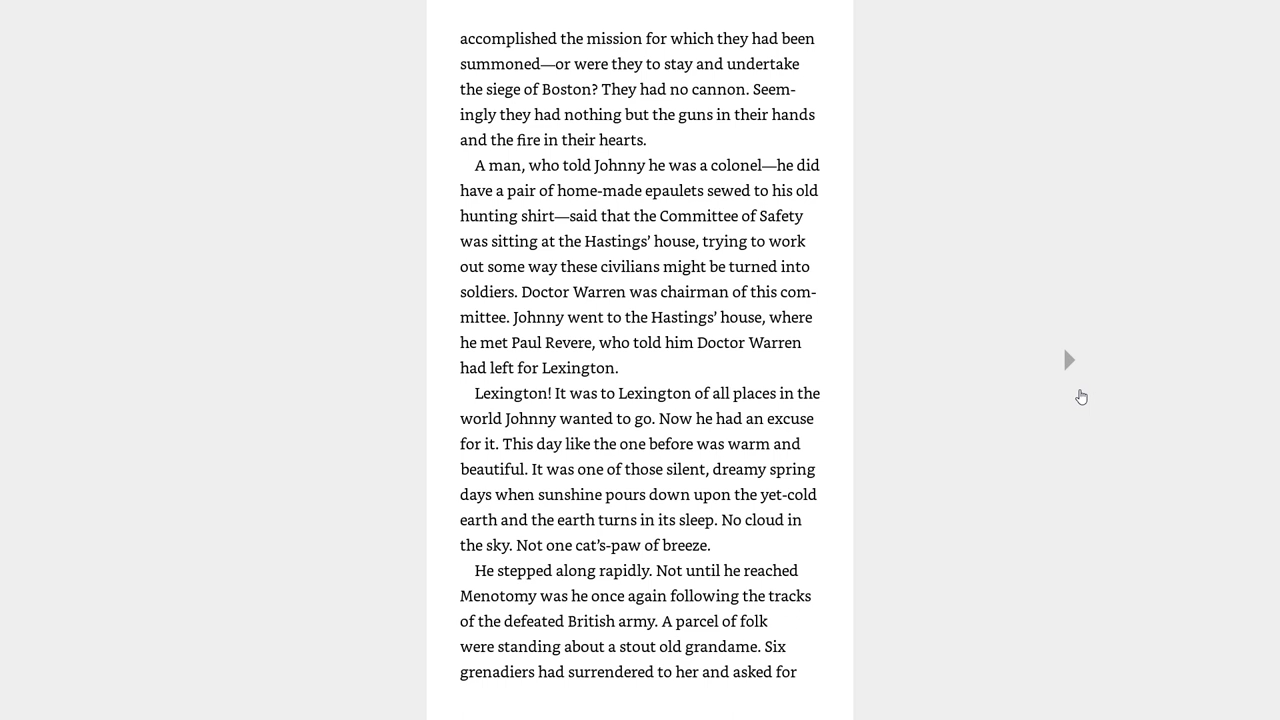 accomplished the mission for which they had been
summoned—or were they to stay and undertake
the siege of Boston? They had no cannon. Seem-
ingly they had nothing but the guns in their hands
and the fire in their hearts.
A man, who told Johnny he was a colonel—he did
have a pair of home-made epaulets sewed to his old
hunting shirt—said that the Committee of Safety
was sitting at the Hastings’ house, trying to work
out some way these civilians might be turned into
soldiers. Doctor Warren was chairman of this com-
mittee. Johnny went to the Hastings’ house, where
he met Paul Revere, who told him Doctor Warren
had left for Lexington.
Lexington! It was to Lexington of all places in the
world Johnny wanted to go. Now he had an excuse
for it. This day like the one before was warm and
beautiful. It was one of those silent, dreamy spring
days when sunshine pours down upon the yet-cold
earth and the earth turns in its sleep. No cloud in
the sky. Not one cat’s-paw of breeze.
He stepped along rapidly. Not until he reached
Menotomy was he once again following the tracks
of the defeated British army. A parcel of folk
were standing about a stout old grandame. Six
grenadiers had surrendered to her and asked for